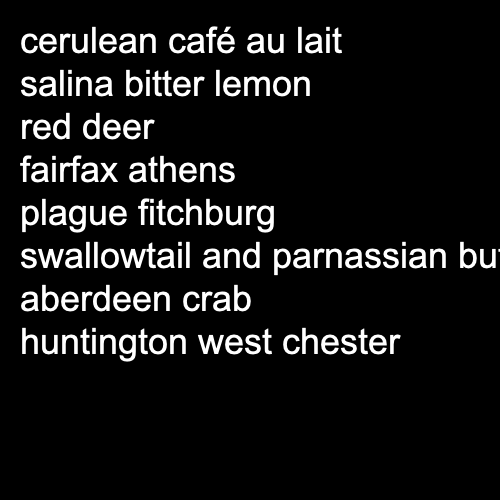 cerulean café au lait
salina bitter lemon
red deer
fairfax athens
plague fitchburg
swallowtail and parnassian
aberdeen crab
huntington west chester